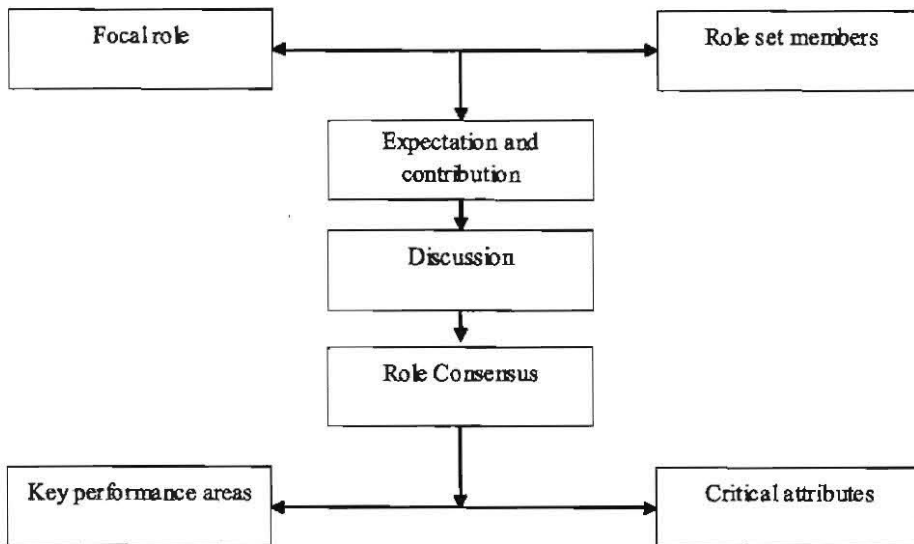 Focal role
Role set members
Expectation and
contribution
Discussion
Role Consensus
Key performance areas
Critical attributes